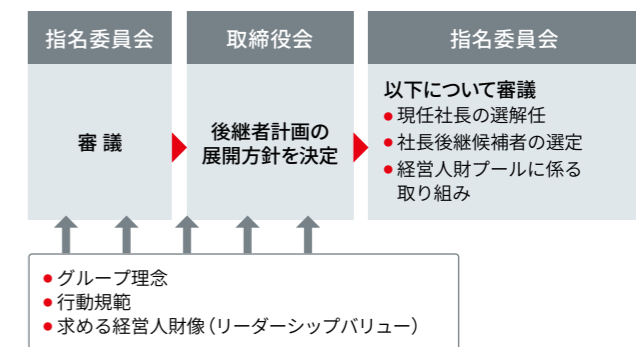 指名委員会
審 議
取締役会
後継者計画の
展開方針を決定
指名委員会
以下について審議
●現任社長の選解任
●社長後継候補者の選定
●経営人財プールに係る
取り組み
●グループ理念
●行動規範
●求める経営人財像（リーダーシップバリュー）